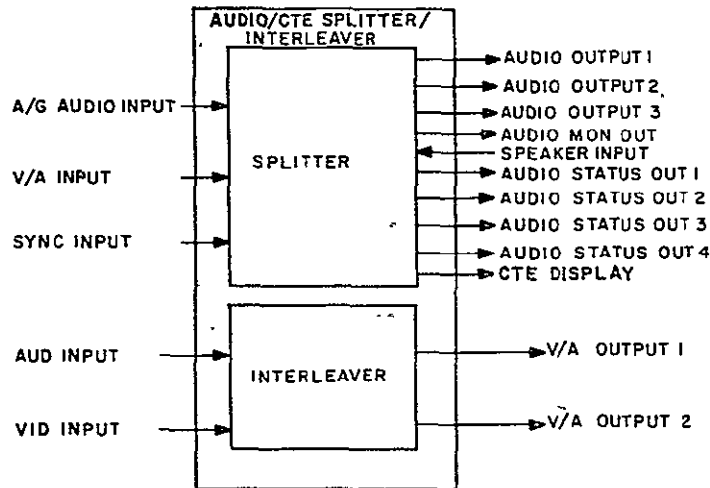 AUDIO/CTE SPLITTER/
INTERLEAVER
A/G AUDIO INPUT
V/A INPUT
SYNC INPUT
SPLITTER
AUDIO OUTPUT 1
AUDIO OUTPUT 2
AUDIO OUTPUT 3
AUDIO MON OUT
SPEAKER INPUT
AUDIO STATUS OUT 1
AUDIO STATUS OUT 2
AUDIO STATUS OUT 3
AUDIO STATUS OUT 4
CTE DISPLAY
AUD INPUT
VID INPUT
INTERLEAVER
V/A OUTPUT 1
V/A OUTPUT 2